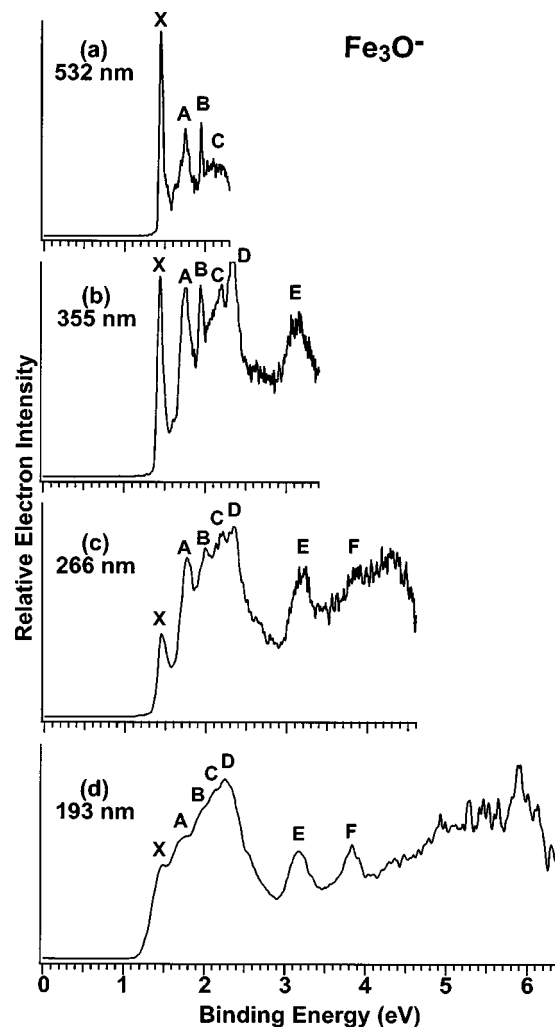 Fe₃O⁻
(a)
532 nm
X
A
B
C
(b)
355 nm
X
A
B
C
D
E
(c)
266 nm
X
A
B
C
D
E
F
(d)
193 nm
X
A
B
C
D
E
F
0 1 2 3 4 5 6
Binding Energy (eV)
Relative Electron Intensity